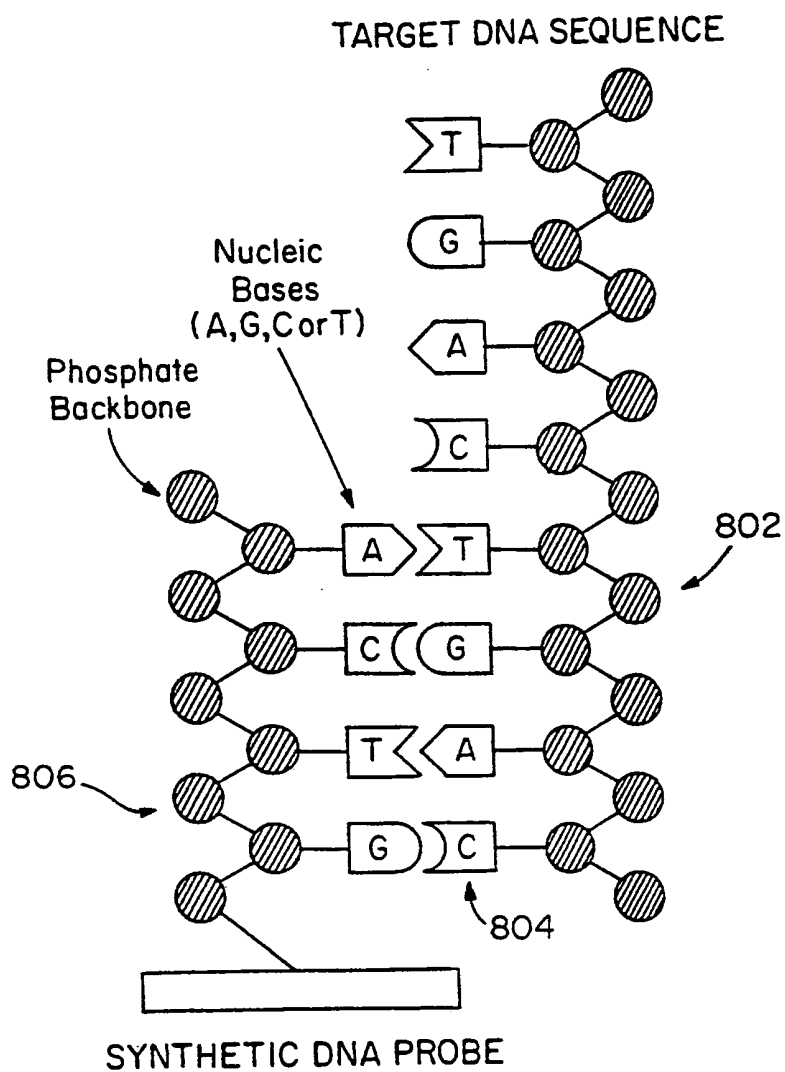 TARGET DNA SEQUENCE
T
G
Nucleic
Bases
(A,G,CorT)
A
Phosphate
Backbone
C
802
A T
C G
T A
806
G C
804
SYNTHETIC DNA PROBE